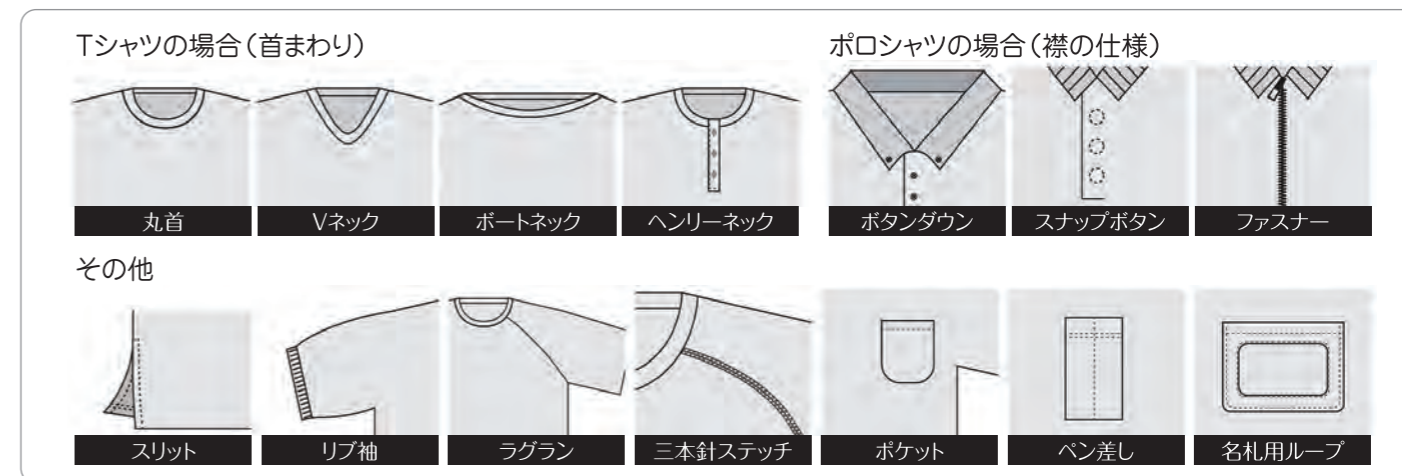 Tシャツの場合（首まわり）
ポロシャツの場合（襟の仕様）
丸首
Vネック
ボートネック
ヘンリーネック
ボタンダウン
スナップボタン
ファスナー
その他
スリット
リブ袖
ラグラン
三本針ステッチ
ポケット
ペン差し
名札用ループ